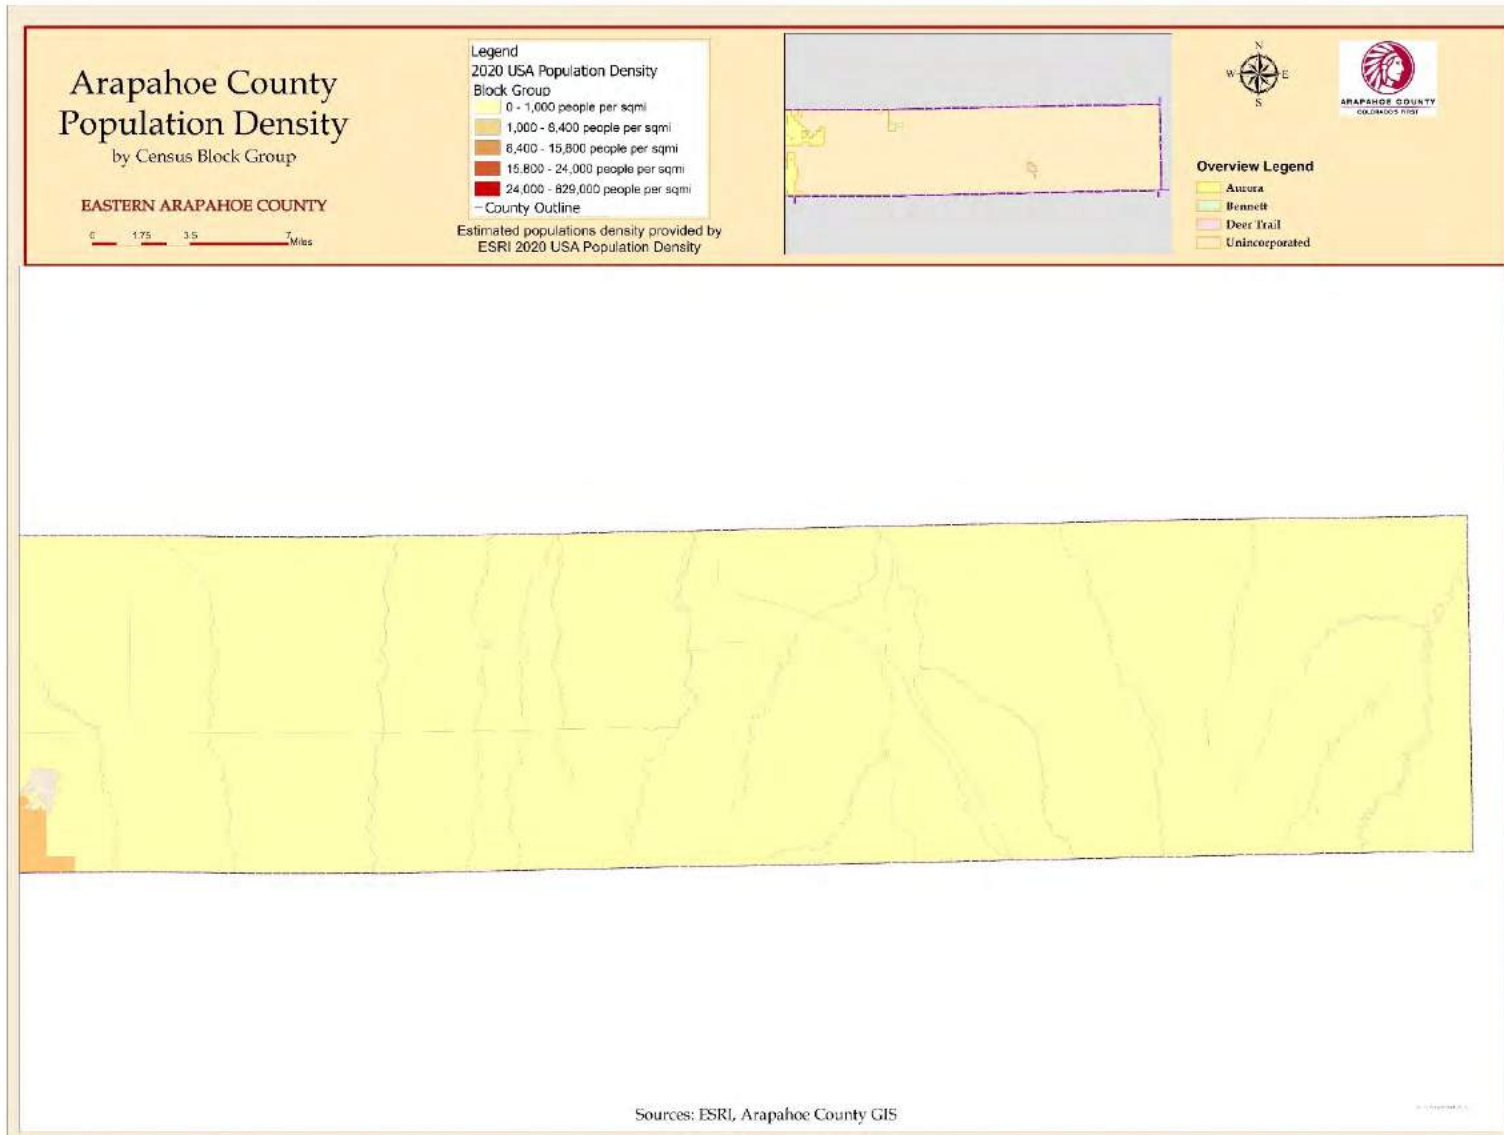 Arapahoe County
Population Density
by Census Block Group
EASTERN ARAPAHOE COUNTY
0 1.75 3.5 7 Miles
Legend
2020 USA Population Density
Block Group
0 - 1,000 people per sqmi
1,000 - 8,400 people per sqmi
8,400 - 15,800 people per sqmi
15,800 - 24,000 people per sqmi
24,000 - 829,000 people per sqmi
County Outline
Estimated populations density provided by
ESRI 2020 USA Population Density
N
W E
S
ARAPAHOE COUNTY
COLORADO'S FIRST
Overview Legend
Aurora
Bennett
Deer Trail
Unincorporated
Sources: ESRI, Arapahoe County GIS